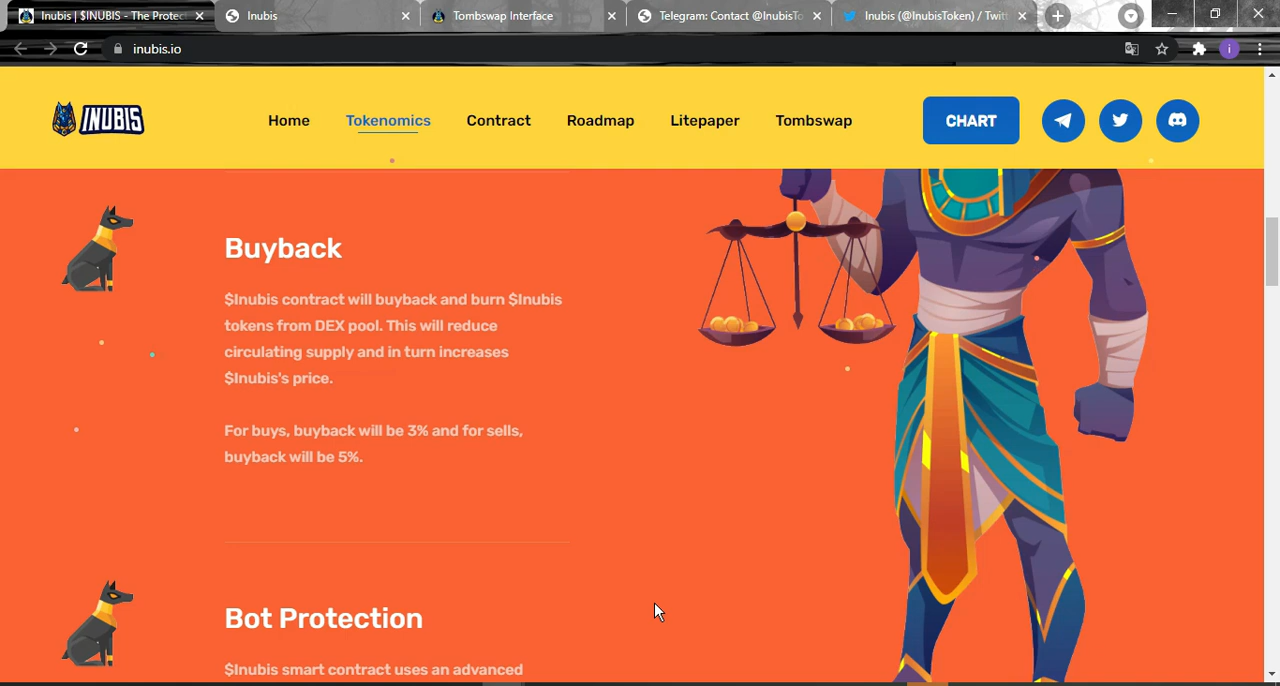 Inubis | $INUBIS - The Protec
Inubis
Tombswap Interface
Telegram: Contact @InubisTo
Inubis (@InubisToken) / Twitt
inubis.io
i
INUBIS
Home
Tokenomics
Contract
Roadmap
Litepaper
Tombswap
CHART
Buyback
$Inubis contract will buyback and burn $Inubis
tokens from DEX pool. This will reduce
circulating supply and in turn increases
$Inubis's price.
For buys, buyback will be 3% and for sells,
buyback will be 5%.
Bot Protection
$Inubis smart contract uses an advanced